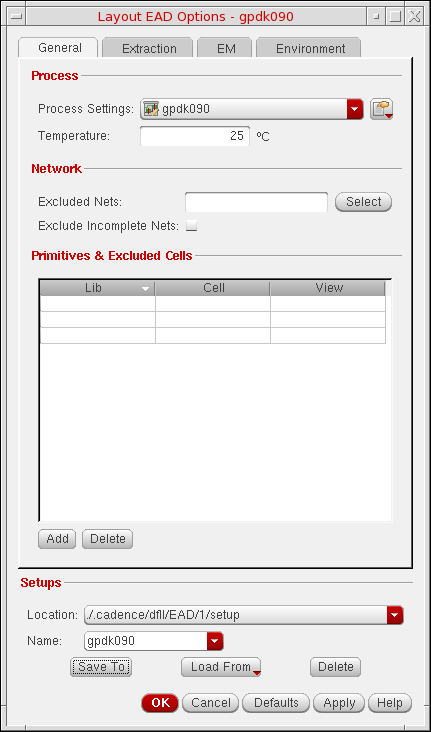 Layout EAD Options - gpdk090
General Extraction EM Environment
Process
Process Settings: gpdk090
Temperature: 25 ºC
Network
Excluded Nets: Select
Exclude Incomplete Nets:
Primitives & Excluded Cells
Lib Cell View
Add Delete
Setups
Location: ./.cadence/dfII/EAD/1/setup
Name: gpdk090
Save To Load From Delete
OK Cancel Defaults Apply Help